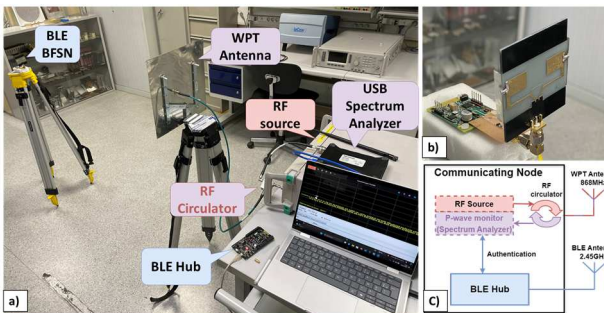 BLE
BFSN
WPT
Antenna
RF
source
USB
Spectrum
Analyzer
RF
Circulator
BLE Hub
a)
b)
Communicating Node
RF
circulator
WPT Ante
868MH
RF Source
P-wave monitor
(Spectrum Analyzer)
Authentication
BLE Ante
2.45G
BLE Hub
C)